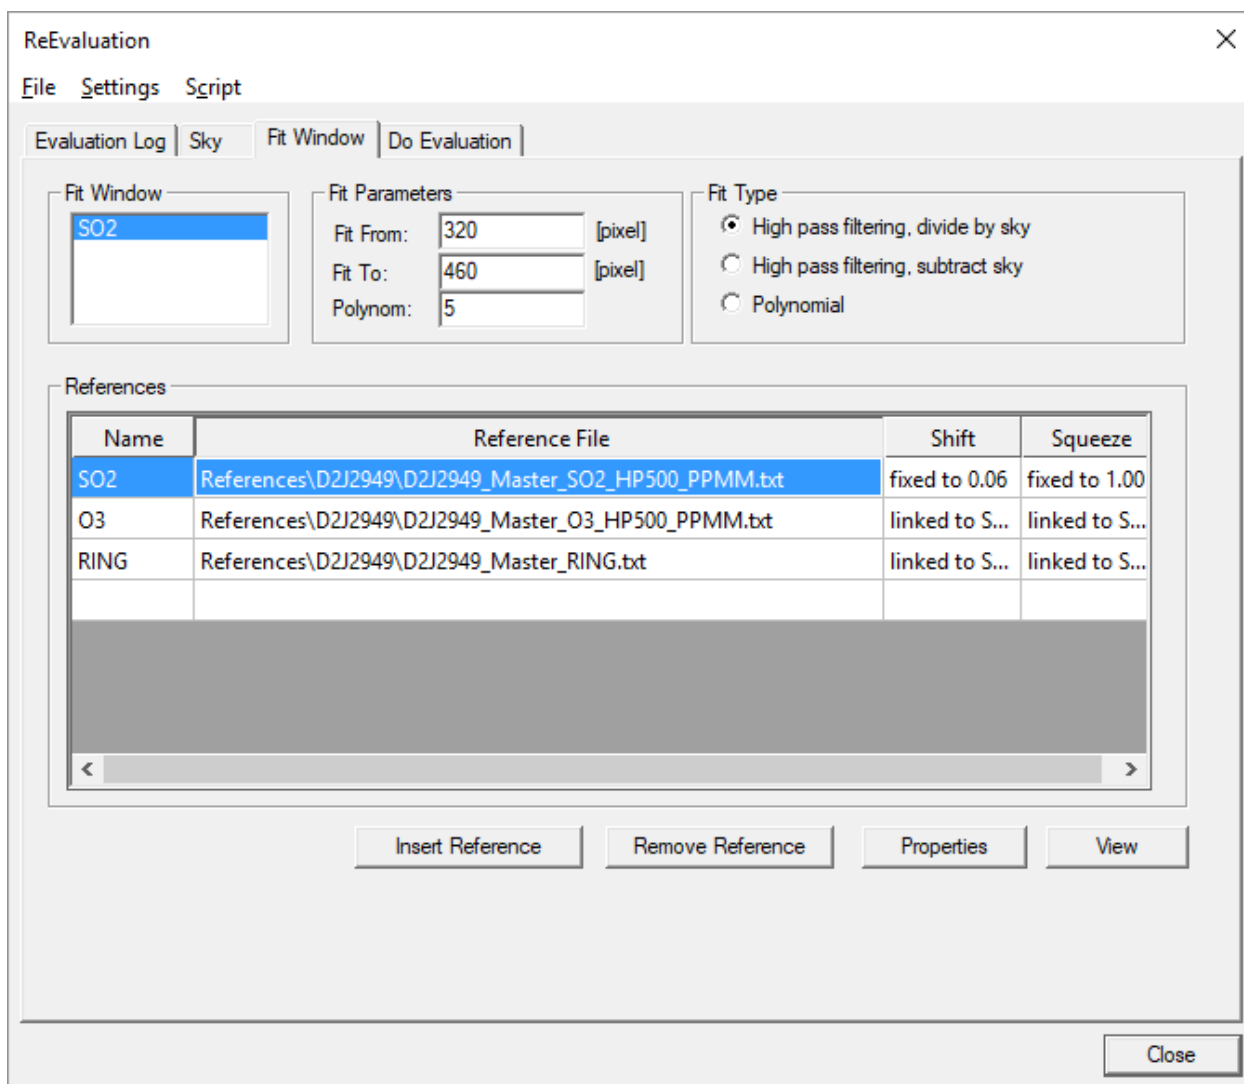 ReEvaluation
File Settings Script
Evaluation Log Sky Fit Window Do Evaluation
Fit Window
SO2
Fit Parameters
Fit From: 320 [pixel]
Fit To: 460 [pixel]
Polynom: 5
Fit Type
High pass filtering, divide by sky
High pass filtering, subtract sky
Polynomial
References
Name Reference File Shift Squeeze
SO2 References\D2J2949\D2J2949_Master_SO2_HP500_PPMM.txt fixed to 0.06 fixed to 1.00
O3 References\D2J2949\D2J2949_Master_O3_HP500_PPMM.txt linked to S... linked to S...
RING References\D2J2949\D2J2949_Master_RING.txt linked to S... linked to S...
Insert Reference Remove Reference Properties View
Close